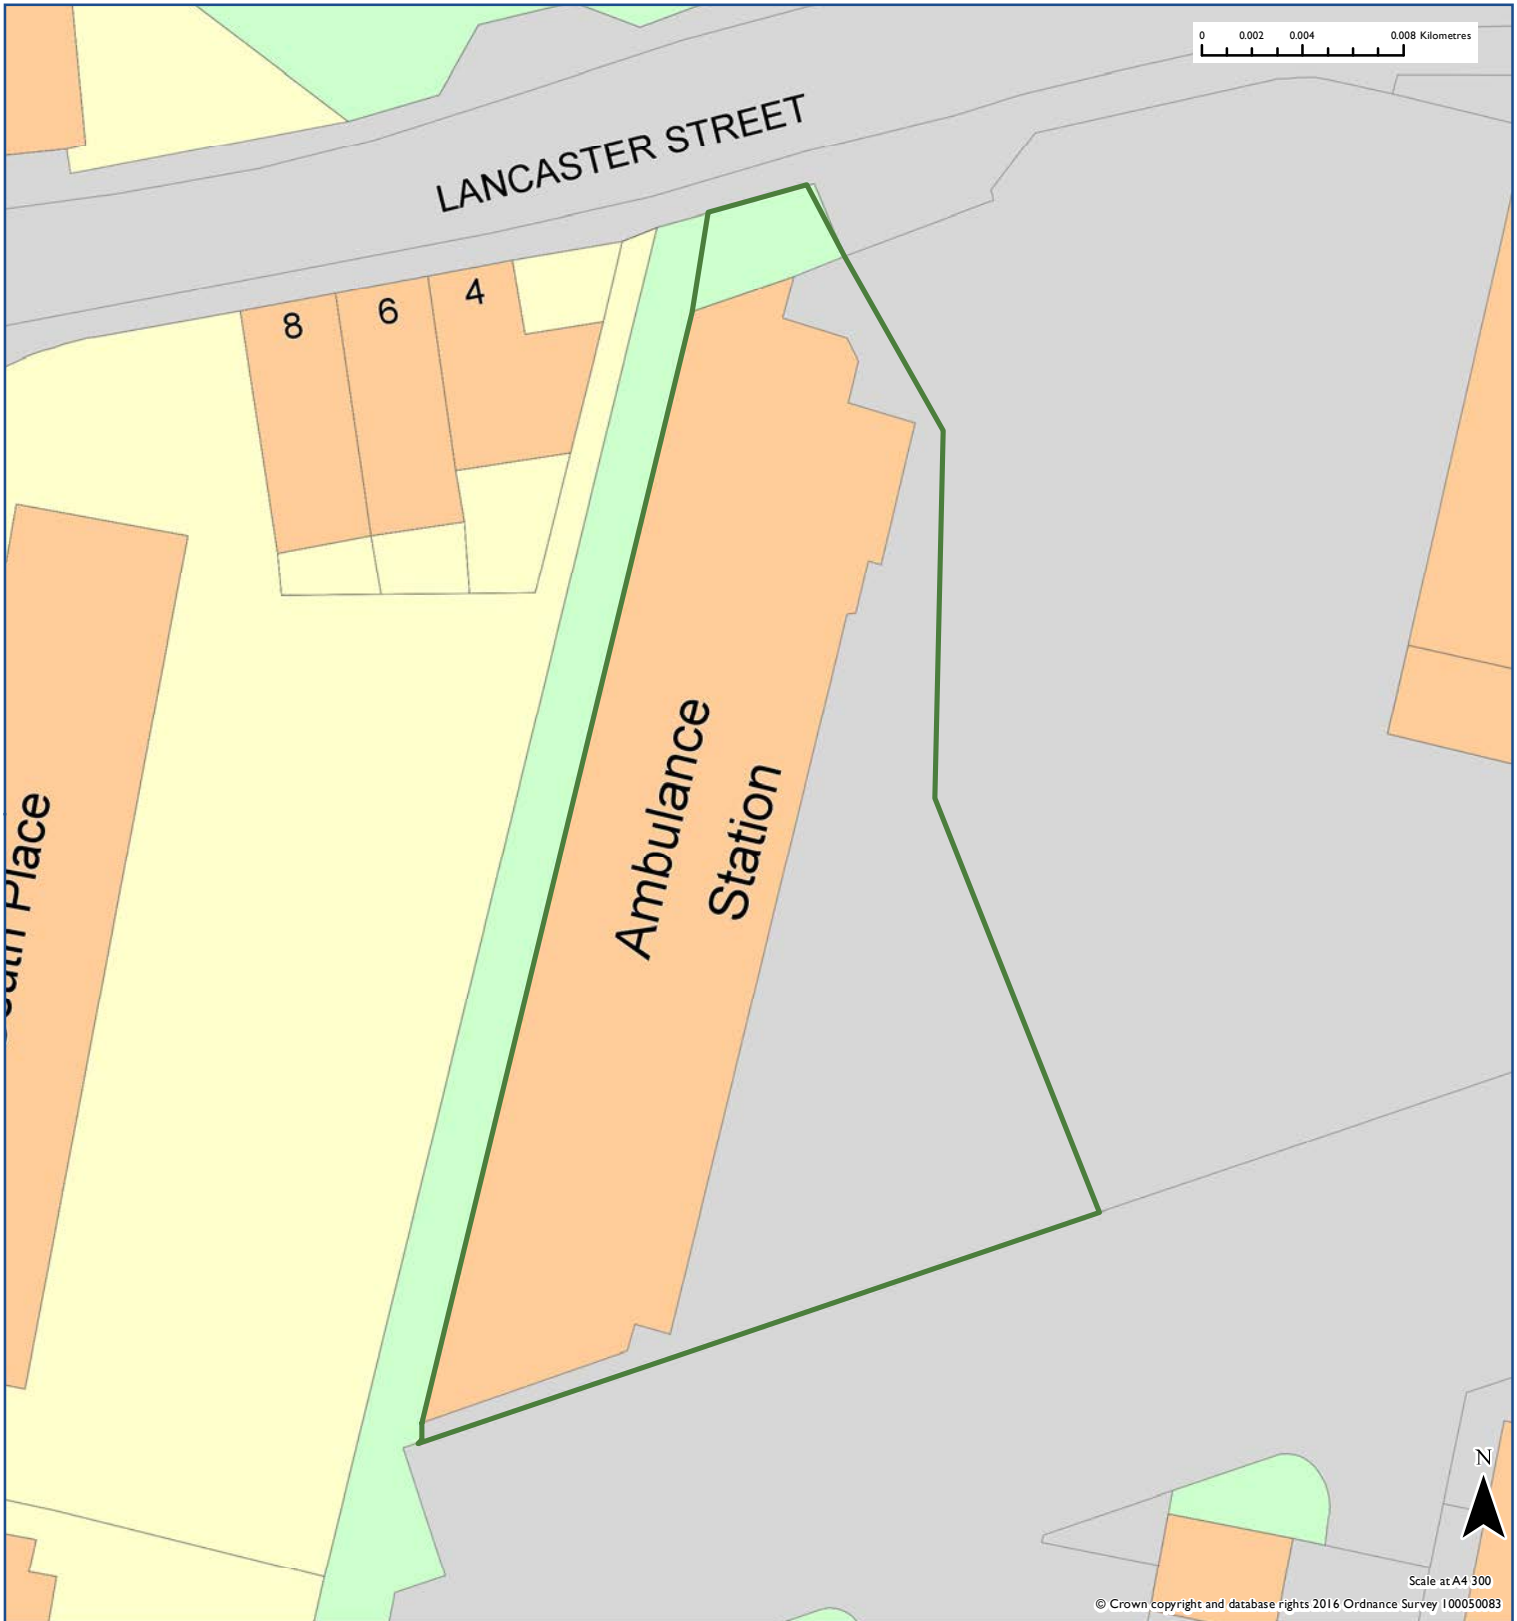 0 0.002 0.004 0.008 Kilometres
LANCASTER STREET
8
6
4
Ambulance
Station
Place
N
Scale at A4 300
© Crown copyright and database rights 2016 Ordnance Survey 100050083